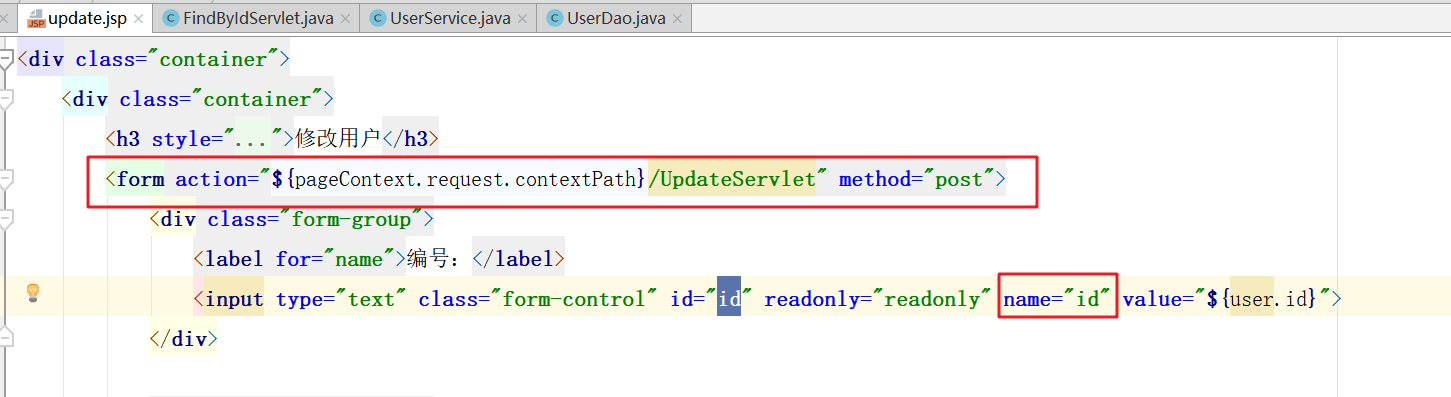 update.jsp × FindByIdServlet.java × UserService.java × UserDao.java ×
<div class="container">
<div class="container">
<h3 style="...">修改用户</h3>
<form action="${pageContext.request.contextPath}/UpdateServlet" method="post">
<div class="form-group">
<label for="name">编号：</label>
<input type="text" class="form-control" id="id" readonly="readonly" name="id" value="${user.id}">
</div>